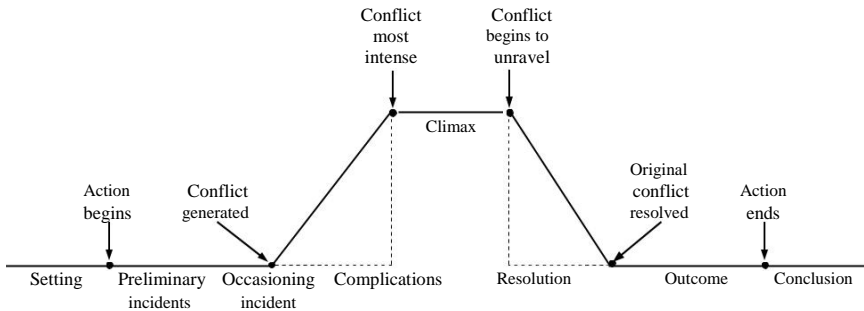 Conflict
most
intense
Conflict
begins to
unravel
Climax
Action
begins
Conflict
generated
Original
conflict
resolved
Action
ends
Setting
Preliminary
incidents
Occasioning
incident
Complications
Resolution
Outcome
Conclusion